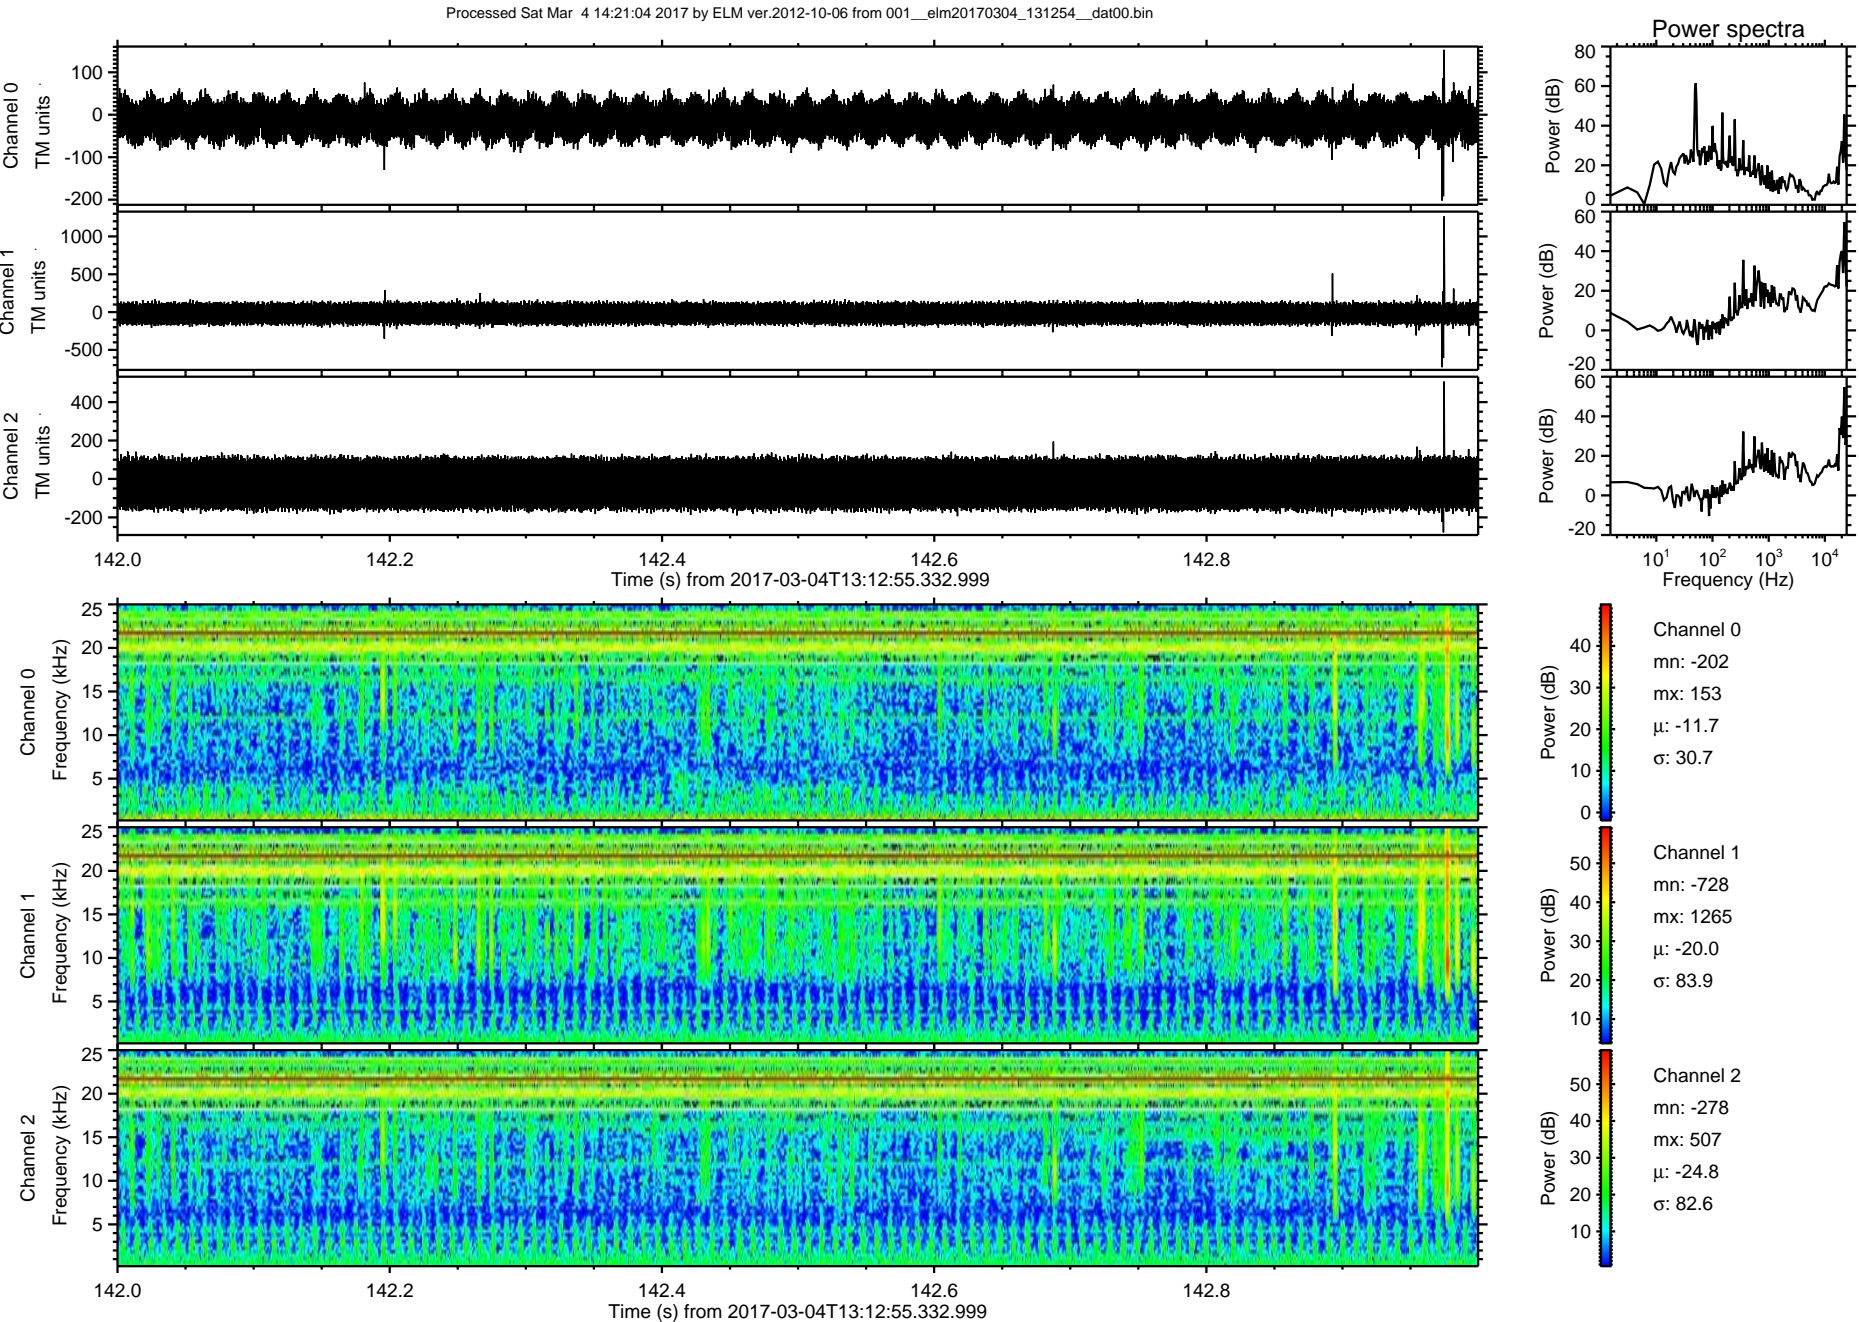 Processed Sat Mar  4 14:21:04 2017 by ELM ver.2012-10-06 from 001__elm20170304_131254__dat00.bin
Power spectra
Channel 0
TM units
100
0
-100
-200
Power (dB)
80
60
40
20
0
Channel 1
TM units
1000
500
0
-500
Power (dB)
60
40
20
0
-20
Channel 2
TM units
400
200
0
-200
Power (dB)
60
40
20
0
-20
142.0 142.2 142.4 142.6 142.8
Time (s) from 2017-03-04T13:12:55.332.999
10¹ 10² 10³ 10⁴
Frequency (Hz)
Channel 0
Frequency (kHz)
25
20
15
10
5
Power (dB)
40
30
20
10
0
Channel 0
mn: -202
mx: 153
µ: -11.7
σ: 30.7
Channel 1
Frequency (kHz)
25
20
15
10
5
Power (dB)
50
40
30
20
10
Channel 1
mn: -728
mx: 1265
µ: -20.0
σ: 83.9
Channel 2
Frequency (kHz)
25
20
15
10
5
Power (dB)
50
40
30
20
10
Channel 2
mn: -278
mx: 507
µ: -24.8
σ: 82.6
142.0 142.2 142.4 142.6 142.8
Time (s) from 2017-03-04T13:12:55.332.999